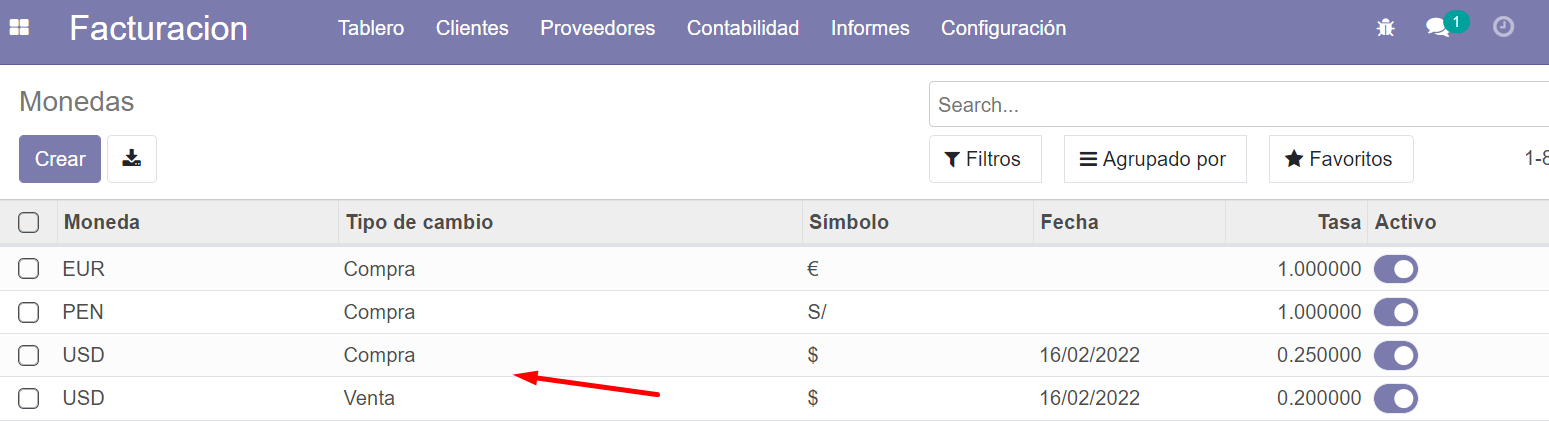 Facturacion Tablero Clientes Proveedores Contabilidad Informes Configuración 1
Monedas
Search...
Crear
Filtros Agrupado por Favoritos 1-8
Moneda Tipo de cambio Símbolo Fecha Tasa Activo
EUR Compra € 1.000000
PEN Compra S/ 1.000000
USD Compra $ 16/02/2022 0.250000
USD Venta $ 16/02/2022 0.200000